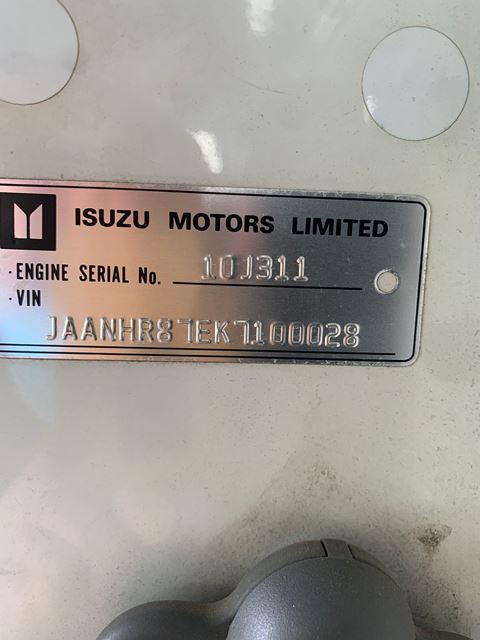 ISUZU MOTORS LIMITED
· ENGINE SERIAL No. 10J311
· VIN
JAANHR87EK7100028